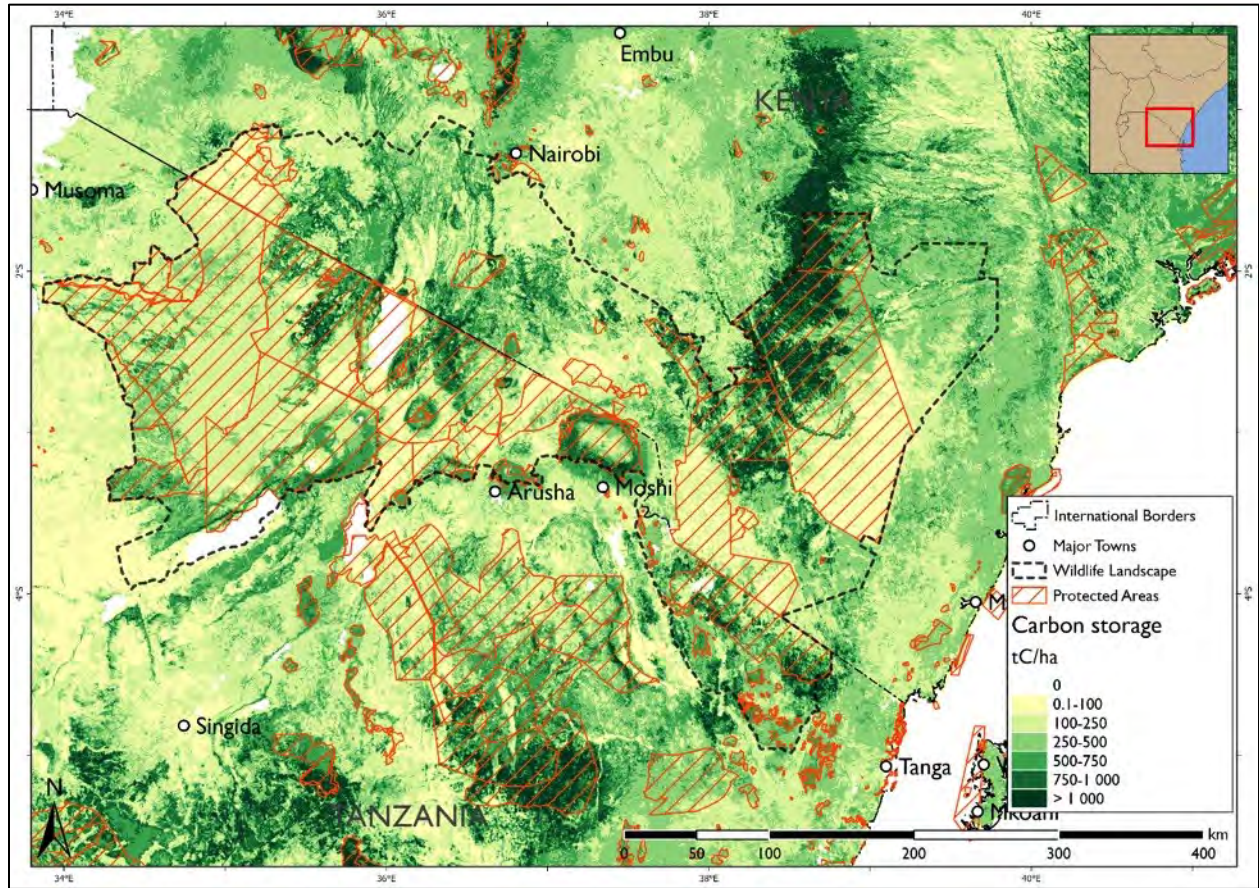 34°E
36°E
40°E
Embu
KENYA
Nairobi
Musoma
2°S
2°S
Arusha
Moshi
4°S
4°S
Singida
Tanga
TANZANIA
N
International Borders
Major Towns
Wildlife Landscape
Protected Areas
Carbon storage
tC/ha
0
0.1-100
100-250
250-500
500-750
750-1 000
> 1 000
M
Mkoani
km
0
50
100
200
300
400
34°E
36°E
40°E